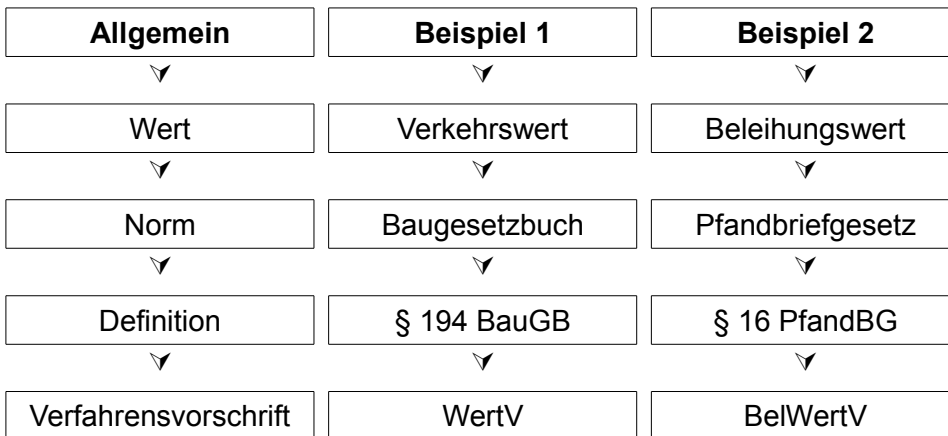 Allgemein Beispiel 1 Beispiel 2
Wert Verkehrswert Beleihungswert
Norm Baugesetzbuch Pfandbriefgesetz
Definition § 194 BauGB § 16 PfandBG
Verfahrensvorschrift WertV BelWertV